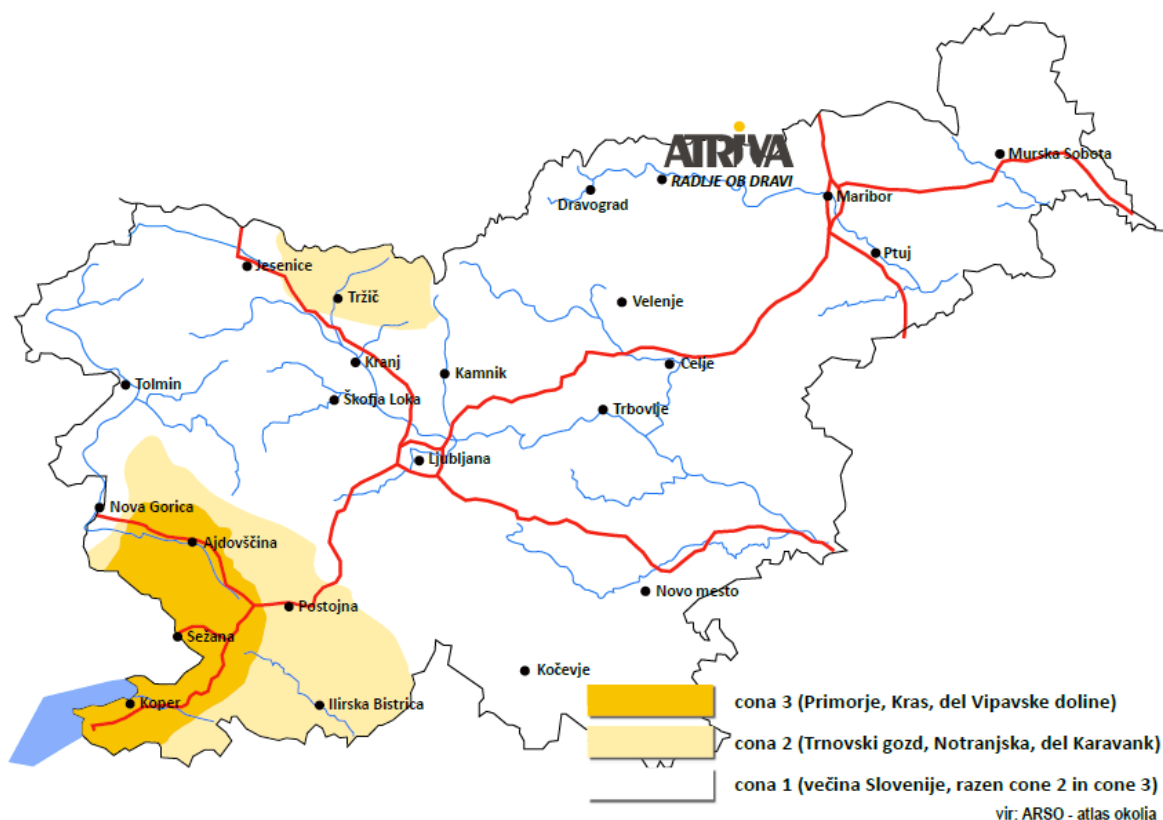 ATRIVA
RADLJE OB DRAVI
Murska Sobota
Dravograd
Maribor
Ptuj
Jesenice
Tržič
Velenje
Kranj
Kamnik
Celje
Tolmin
Škofja Loka
Trbovlje
Ljubljana
Nova Gorica
Ajdovščina
Novo mesto
Postojna
Sežana
Kočevje
Koper
Ilirska Bistrica
cona 3 (Primorje, Kras, del Vipavske doline)
cona 2 (Trnovski gozd, Notranjska, del Karavank)
cona 1 (večina Slovenije, razen cone 2 in cone 3)
vir: ARSO - atlas okolja